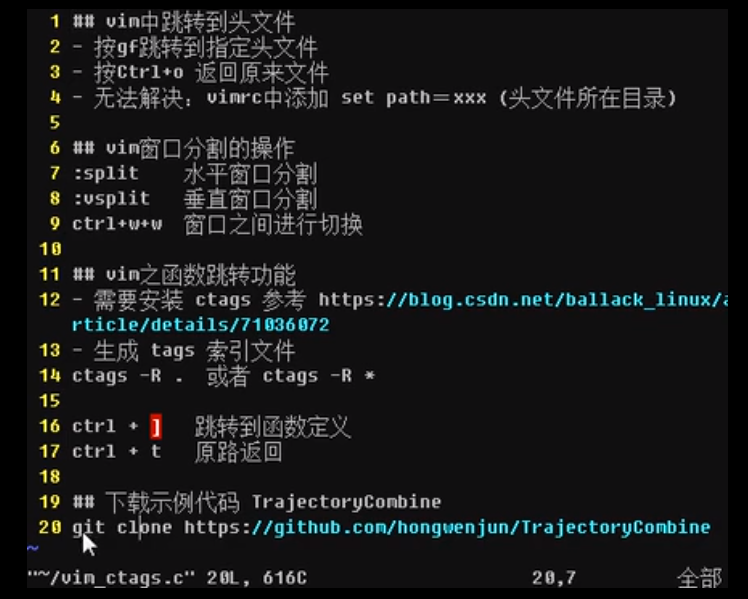 1 ## vim中跳转到头文件
2 - 按gf跳转到指定头文件
3 - 按Ctrl+o 返回原来文件
4 - 无法解决: vimrc中添加 set path=xxx (头文件所在目录)
5
6 ## vim窗口分割的操作
7 :split 水平窗口分割
8 :vsplit 垂直窗口分割
9 ctrl+w+w 窗口之间进行切换
10
11 ## vim之函数跳转功能
12 - 需要安装 ctags 参考 https://blog.csdn.net/ballack_linux/a
rticle/details/71036072
13 - 生成 tags 索引文件
14 ctags -R . 或者 ctags -R *
15
16 ctrl + ] 跳转到函数定义
17 ctrl + t 原路返回
18
19 ## 下载示例代码 TrajectoryCombine
20 git clone https://github.com/hongwenjun/TrajectoryCombine
~
"~/vim_ctags.c" 20L, 616C 20,7 全部